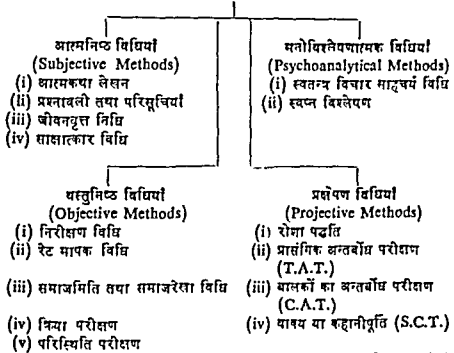 आत्मनिष्ठ विधियाँ
(Subjective Methods)
(i) आत्मकथा लेखन
(ii) प्रश्नावली तथा परिसूचियाँ
(iii) जीवनवृत्त निधि
(iv) साक्षात्कार विधि
मनोविश्लेषणात्मक विधियाँ
(Psychoanalytical Methods)
(i) स्वतन्त्र विचार साहचर्य विधि
(ii) स्वप्न विश्लेषण
वस्तुनिष्ठ विधियाँ
(Objective Methods)
(i) निरीक्षण विधि
(ii) रेट मापक विधि
(iii) समाजमिति तथा समाजरेखा विधि
(iv) क्रिया परीक्षण
(v) परिस्थिति परीक्षण
प्रक्षेपण विधियाँ
(Projective Methods)
(i) रोशा पद्धति
(ii) प्रासंगिक अन्तर्बोध परीक्षण
(T.A.T.)
(iii) बालकों का अन्तर्बोध परीक्षण
(C.A.T.)
(iv) वाक्य या कहानीपूर्ति (S.C.T.)